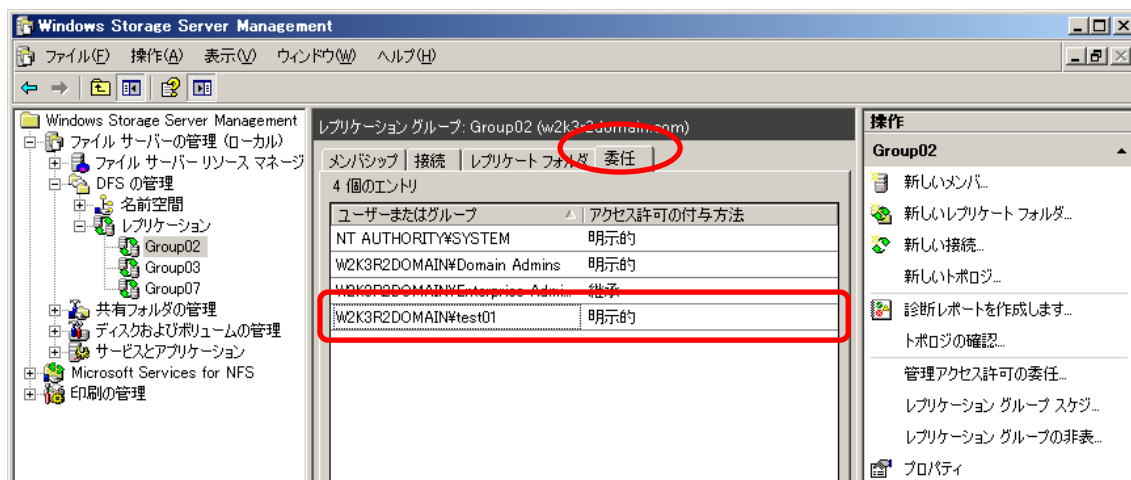 Windows Storage Server Management
ファイル(F) 操作(A) 表示(V) ウィンドウ(W) ヘルプ(H)
Windows Storage Server Management
ファイル サーバーの管理 (ローカル)
ファイル サーバー リソース マネージ
DFS の管理
名前空間
レプリケーション
Group02
Group03
Group07
共有フォルダの管理
ディスクおよびボリュームの管理
サービスとアプリケーション
Microsoft Services for NFS
印刷の管理
レプリケーション グループ: Group02 (w2k3r2domain.com)
メンバシップ 接続 レプリケート フォルダ 委任
4 個のエントリ
ユーザーまたはグループ アクセス許可の付与方法
NT AUTHORITY¥SYSTEM 明示的
W2K3R2DOMAIN¥Domain Admins 明示的
W2K3R2DOMAIN¥Enterprise Admi... 継承
W2K3R2DOMAIN¥test01 明示的
操作
Group02
新しいメンバ...
新しいレプリケート フォルダ...
新しい接続...
新しいトポロジ...
診断レポートを作成します...
トポロジの確認...
管理アクセス許可の委任...
レプリケーション グループ スケジ...
レプリケーション グループの非表...
プロパティ